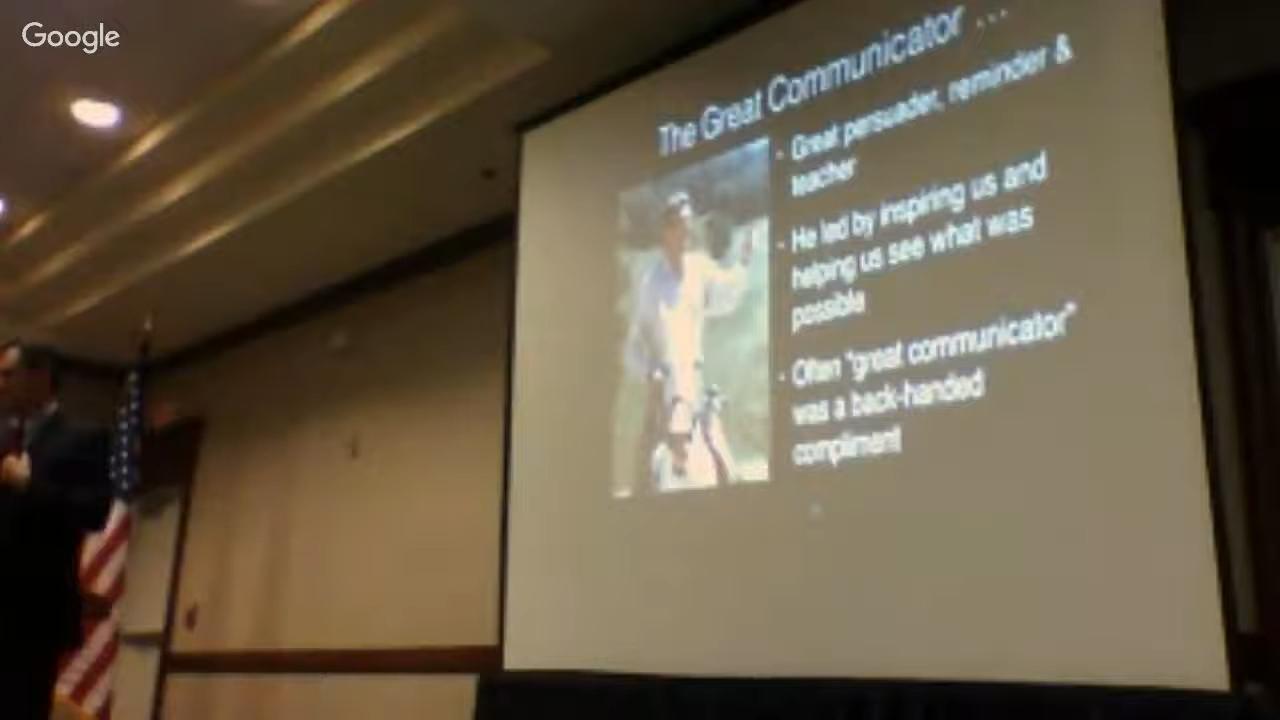 Google
The Great Communicator ...
· Great persuader, reminder &
teacher
· He led by inspiring us and
helping us see what was
possible
· Often "great communicator"
was a back-handed
compliment